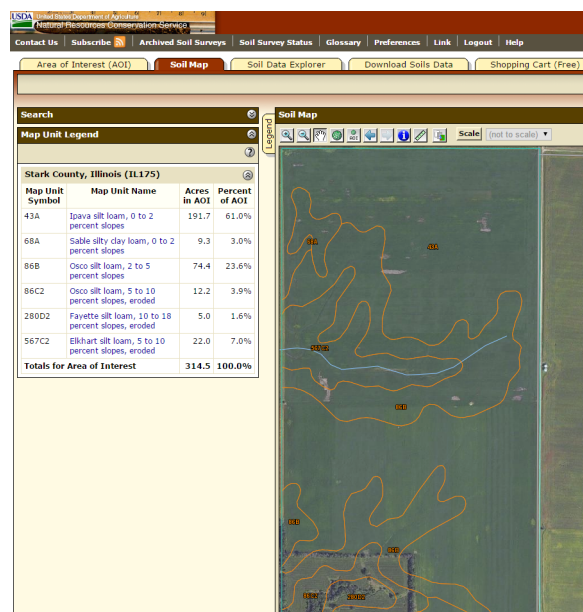 USDA United States Department of Agriculture
Natural Resources Conservation Service
Contact Us | Subscribe | Archived Soil Surveys | Soil Survey Status | Glossary | Preferences | Link | Logout | Help
Area of Interest (AOI) Soil Map Soil Data Explorer Download Soils Data Shopping Cart (Free)
Search
Map Unit Legend
Stark County, Illinois (IL175)
Map Unit Symbol Map Unit Name Acres in AOI Percent of AOI
43A Ipava silt loam, 0 to 2 percent slopes 191.7 61.0%
68A Sable silty clay loam, 0 to 2 percent slopes 9.3 3.0%
86B Osco silt loam, 2 to 5 percent slopes 74.4 23.6%
86C2 Osco silt loam, 5 to 10 percent slopes, eroded 12.2 3.9%
280D2 Fayette silt loam, 10 to 18 percent slopes, eroded 5.0 1.6%
567C2 Elkhart silt loam, 5 to 10 percent slopes, eroded 22.0 7.0%
Totals for Area of Interest 314.5 100.0%
Legend
Soil Map
AOI
Scale (not to scale)
68A
43A
567C2
86B
86B
86B
86C2
280D2